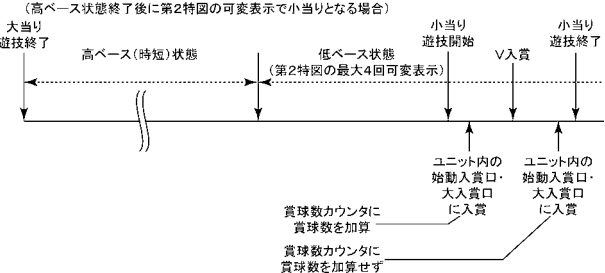 (高ベース状態終了後に第2特図の可変表示で小当りとなる場合)
大当り
遊技終了
高ベース(時短)状態
低ベース状態
(第2特図の最大4回可変表示)
小当り
遊技開始
V入賞
小当り
遊技終了
ユニット内の
始動入賞口・
大入賞口
に入賞
ユニット内の
始動入賞口・
大入賞口
に入賞
賞球数カウンタに
賞球数を加算
賞球数カウンタに
賞球数を加算せず